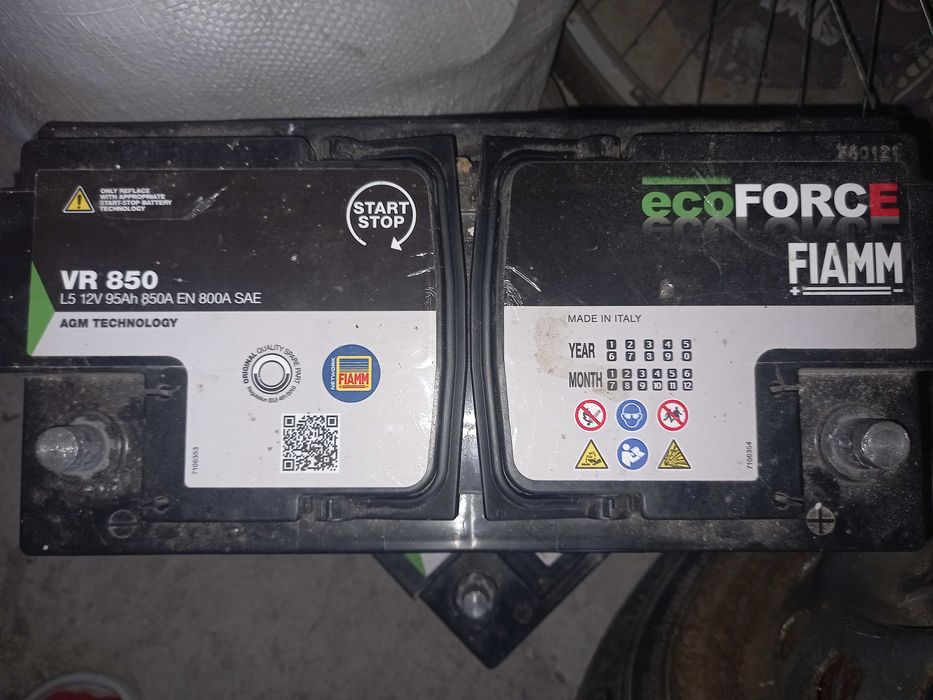 ONLY REPLACE
WITH APPROPRIATE
START-STOP BATTERY
TECHNOLOGY
START
STOP
VR 850
L5 12V 95Ah 850A EN 800A SAE
AGM TECHNOLOGY
ORIGINAL QUALITY SPARE PART
NETWORK
FIAMM
7106353
ecoFORCE
FIAMM
MADE IN ITALY
YEAR 1 2 3 4 5
6 7 8 9 0
MONTH 1 2 3 4 5 6
7 8 9 10 11 12
7106354